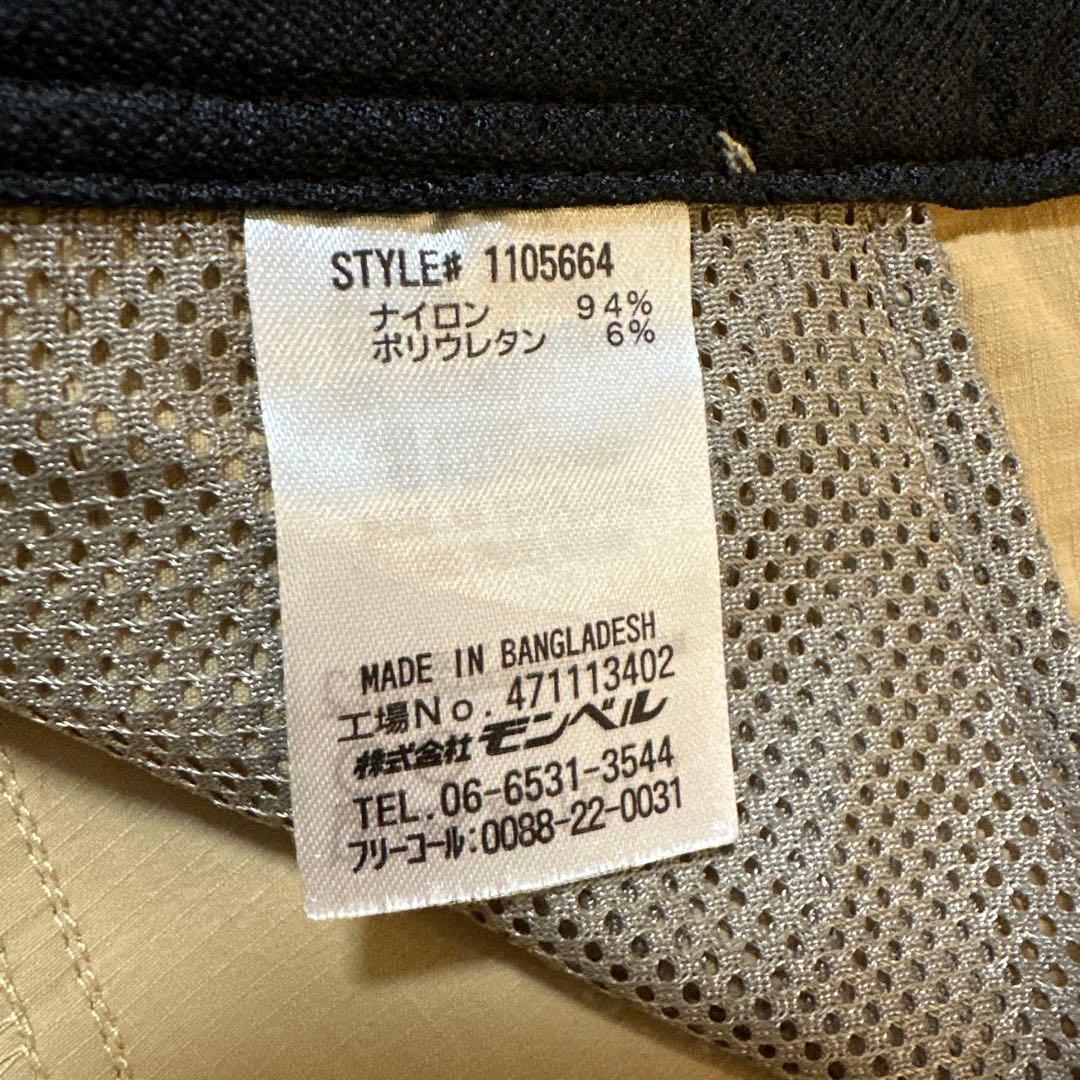 STYLE# 1105664
ナイロン 94%
ポリウレタン 6%
MADE IN BANGLADESH
工場No.471113402
株式会社モンベル
TEL.06-6531-3544
フリーコール:0088-22-0031